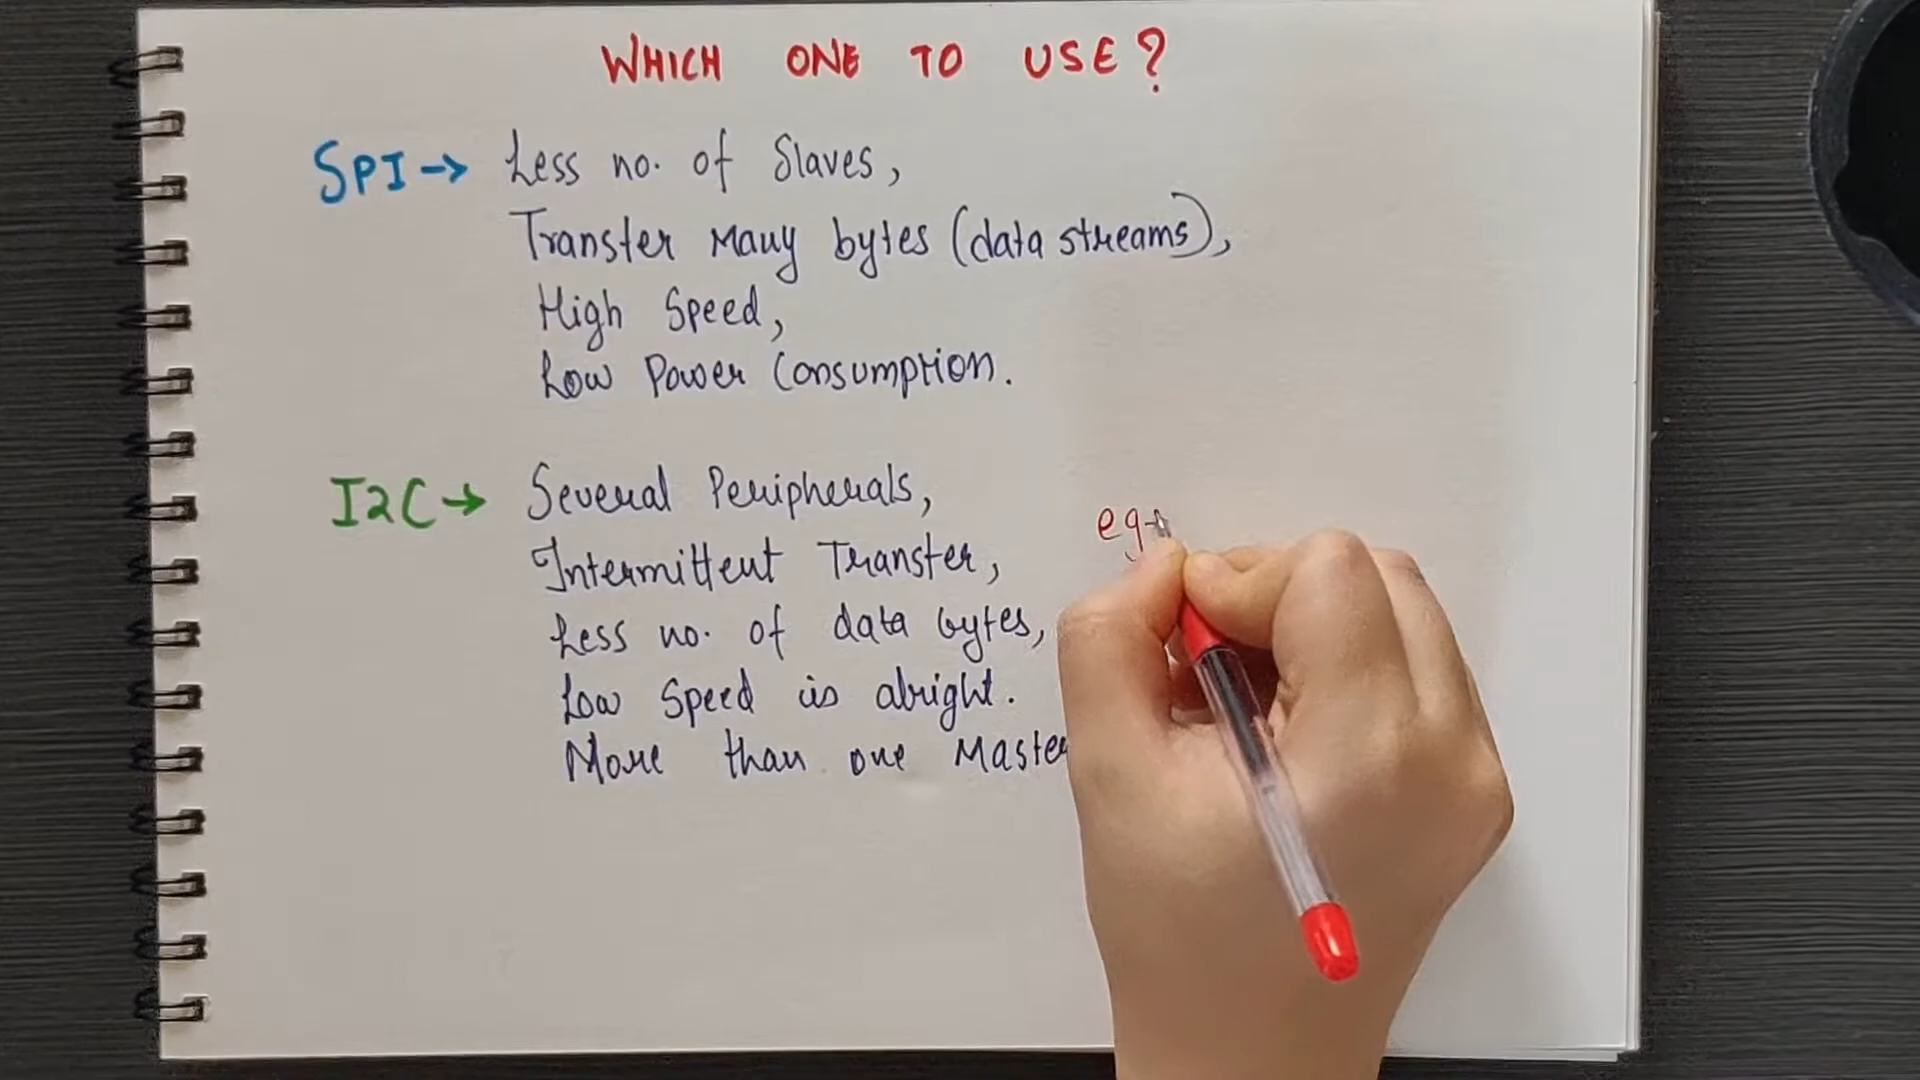 WHICH ONE TO USE?
SPI → Less no. of Slaves,
Transfer Many bytes (data streams),
High Speed,
Low Power Consumption.
I2C → Several Peripherals,
Intermittent Transfer,
Less no. of data bytes,
Low Speed is alright.
More than one Master
eg-